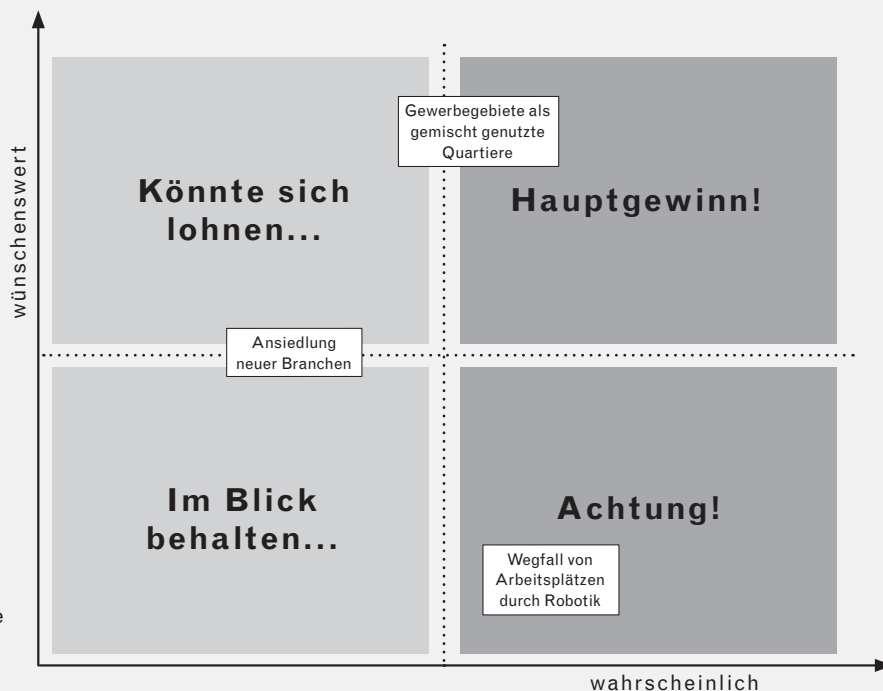 wünschenswert
Gewerbegebiete als
gemischt genutzte
Quartiere
Könnte sich
lohnen...
Hauptgewinn!
Ansiedlung
neuer Branchen
Im Blick
behalten...
Achtung!
Wegfall von
Arbeitsplätzen
durch Robotik
e
wahrscheinlich